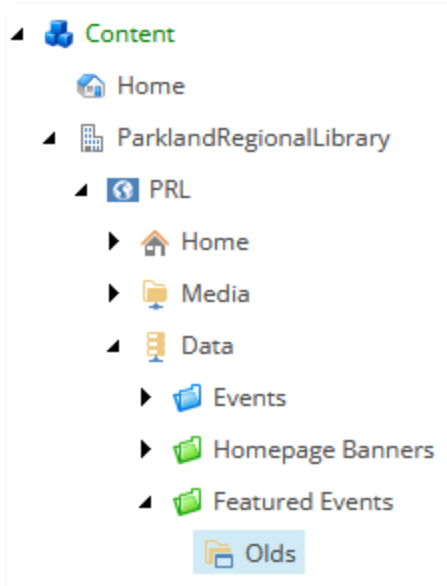 Content
Home
ParklandRegionalLibrary
PRL
Home
Media
Data
Events
Homepage Banners
Featured Events
Olds